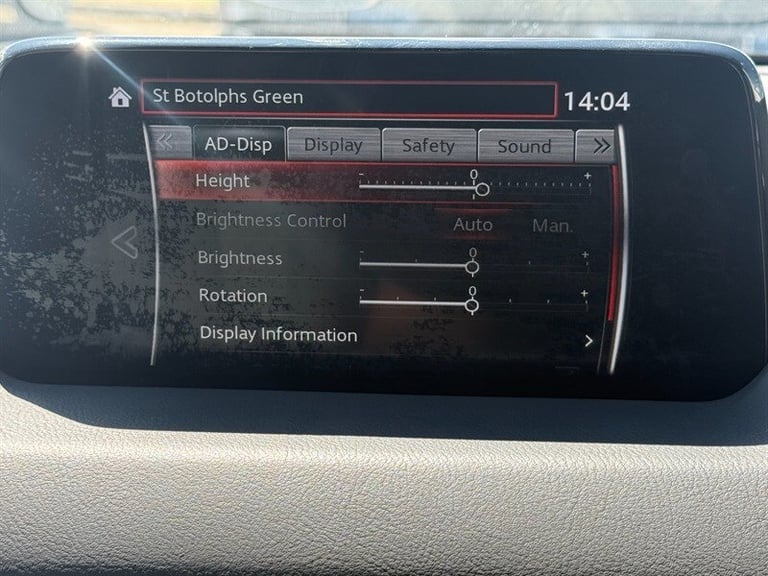 St Botolphs Green 14:04
AD-Disp Display Safety Sound
Height - 0 +
Brightness Control Auto Man.
Brightness - 0 +
Rotation - 0 +
Display Information